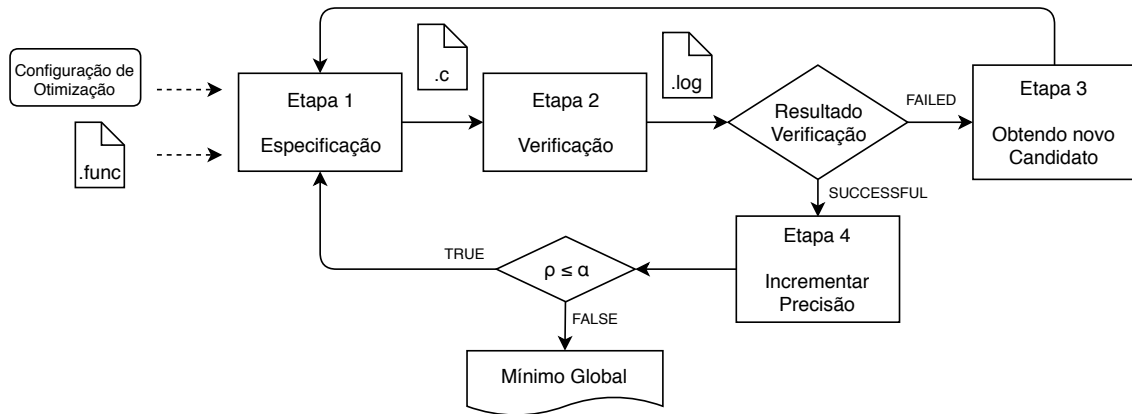 Configuração de
Otimização
.func
Etapa 1
Especificação
.c
Etapa 2
Verificação
.log
Resultado
Verificação
FAILED
Etapa 3
Obtendo novo
Candidato
SUCCESSFUL
Etapa 4
Incrementar
Precisão
ρ ≤ α
TRUE
FALSE
Mínimo Global